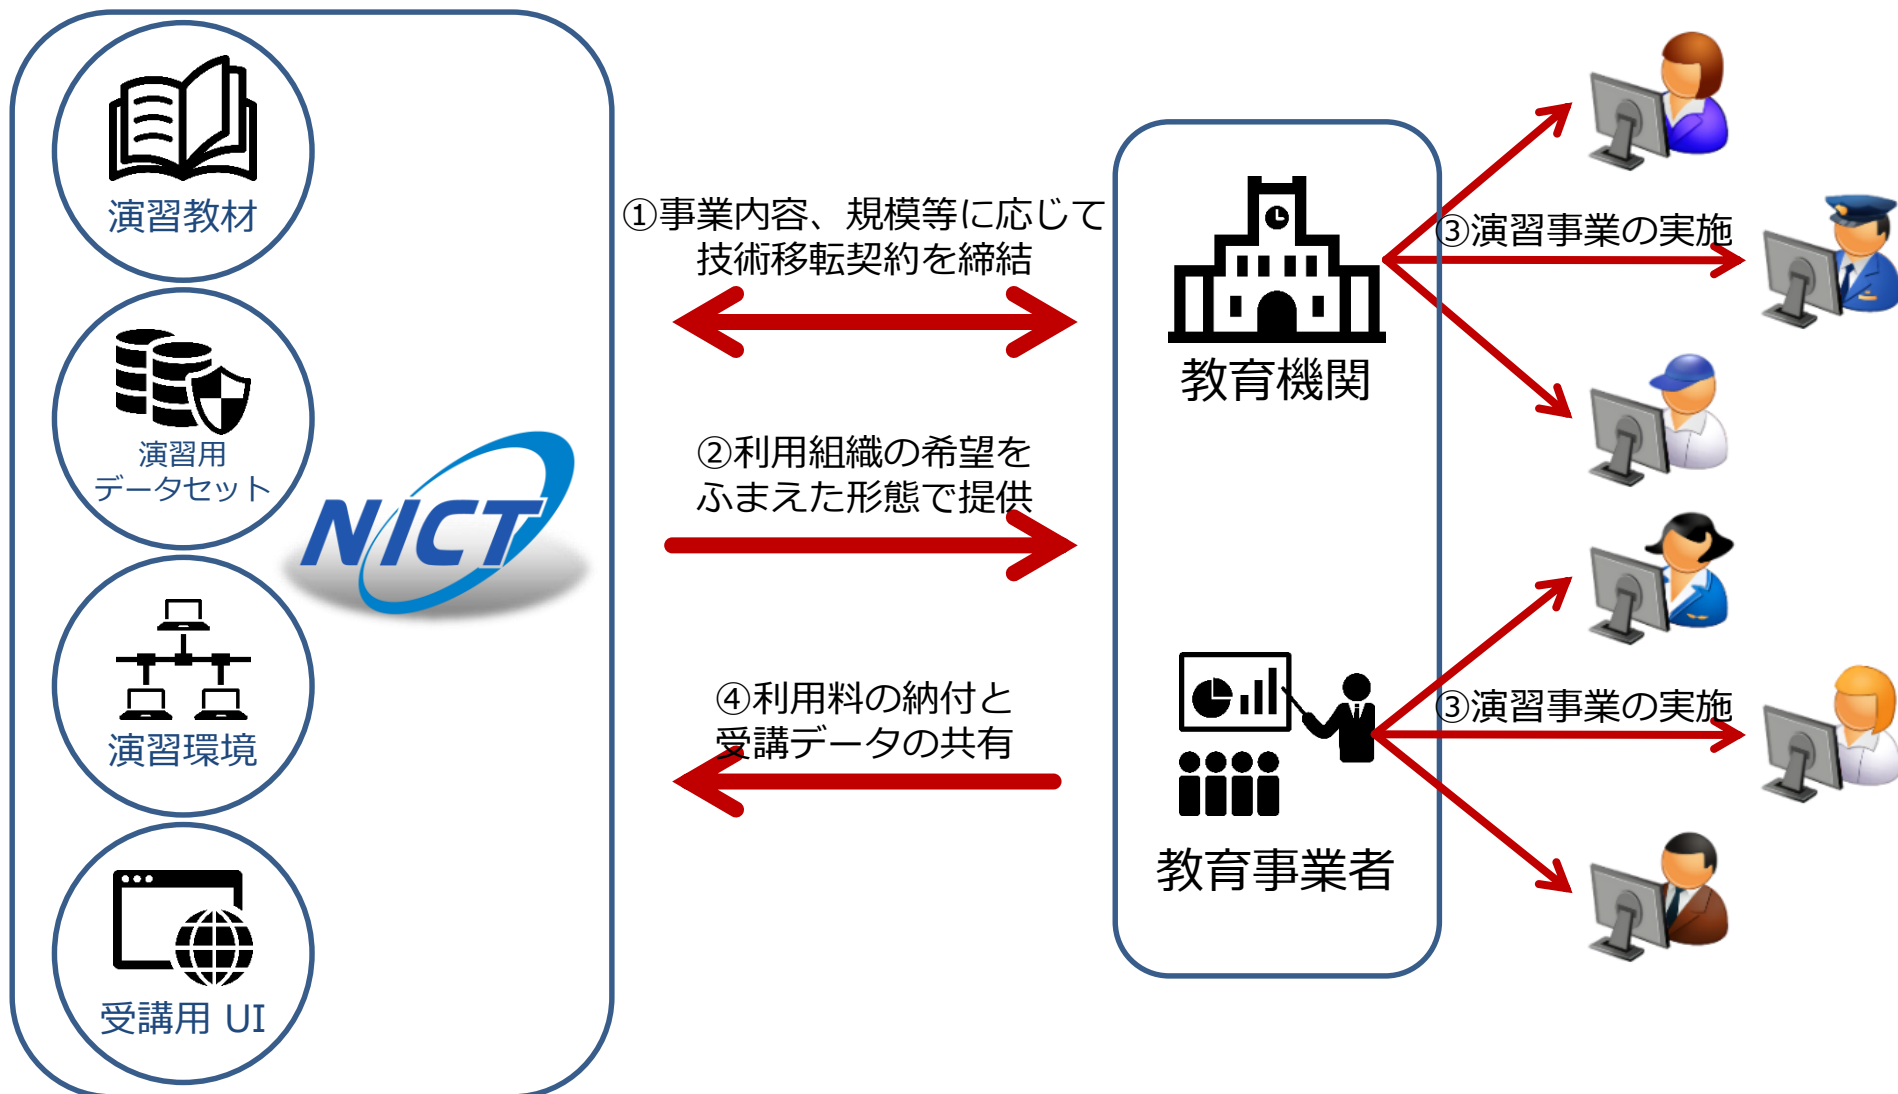 演習教材
演習用
データセット
演習環境
受講用 UI
NICT
①事業内容、規模等に応じて
技術移転契約を締結
②利用組織の希望を
ふまえた形態で提供
④利用料の納付と
受講データの共有
教育機関
教育事業者
③演習事業の実施
③演習事業の実施